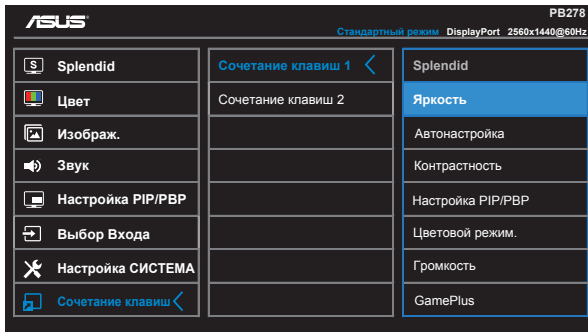 ASUS
PB278
Стандартный режим DisplayPort 2560x1440@60Hz
S Splendid
Цвет
Изображ.
Звук
Настройка PIP/PBP
Выбор Входа
Настройка СИСТЕМА
Сочетание клавиш
Сочетание клавиш 1
Сочетание клавиш 2
Splendid
Яркость
Автонастройка
Контрастность
Настройка PIP/PBP
Цветовой режим.
Громкость
GamePlus